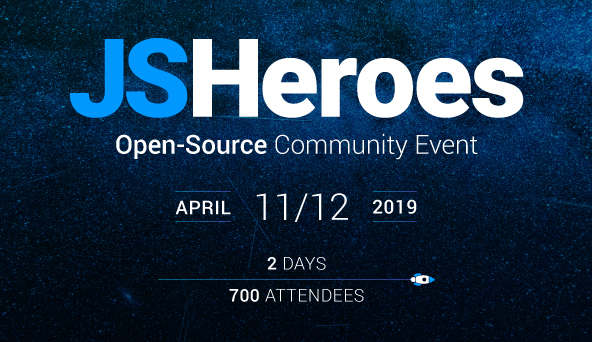 JSHeroes
Open-Source Community Event
APRIL 11/12 2019
2 DAYS
700 ATTENDEES